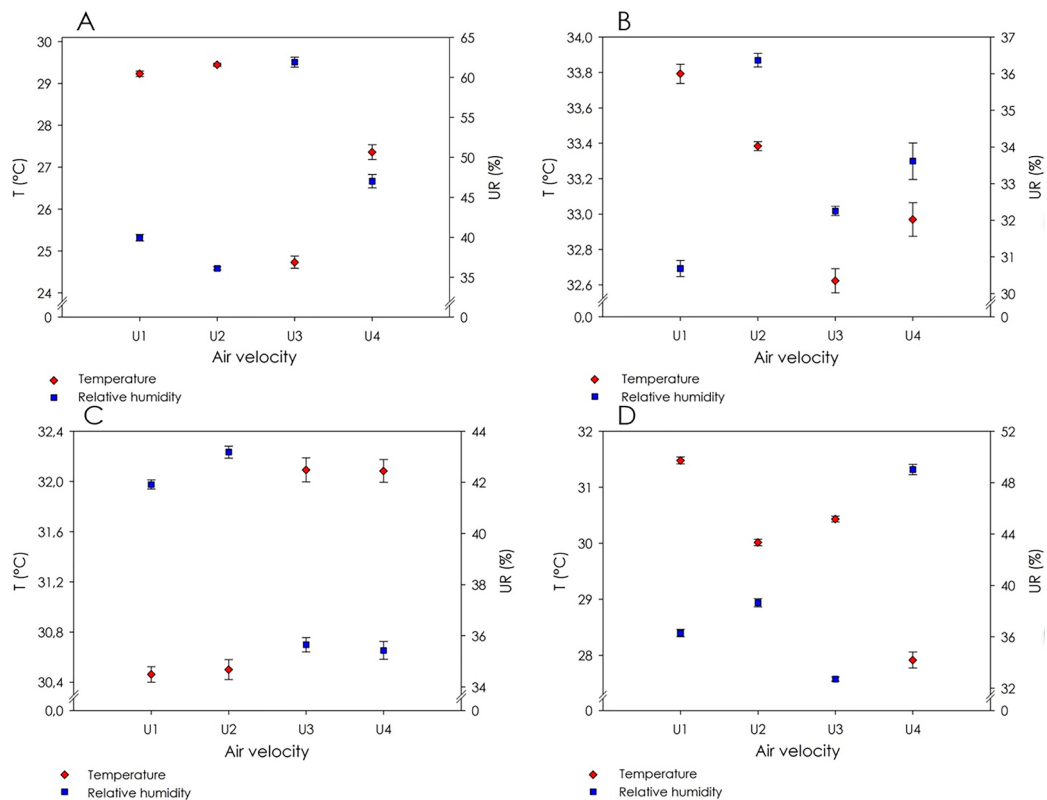 A
T (°C)
30
29
28
27
26
25
24
0
65
60
55
50
45
40
35
0
UR (%)
U1 U2 U3 U4
Air velocity
Temperature
Relative humidity
B
T (°C)
34.0
33.8
33.6
33.4
33.2
33.0
32.8
32.6
0.0
37
36
35
34
33
32
31
30
0
UR (%)
U1 U2 U3 U4
Air velocity
Temperature
Relative humidity
C
T (°C)
32.4
32.0
31.6
31.2
30.8
30.4
0.0
44
42
40
38
36
34
0
UR (%)
U1 U2 U3 U4
Air velocity
Temperature
Relative humidity
D
T (°C)
32
31
30
29
28
0
52
48
44
40
36
32
0
UR (%)
U1 U2 U3 U4
Air velocity
Temperature
Relative humidity